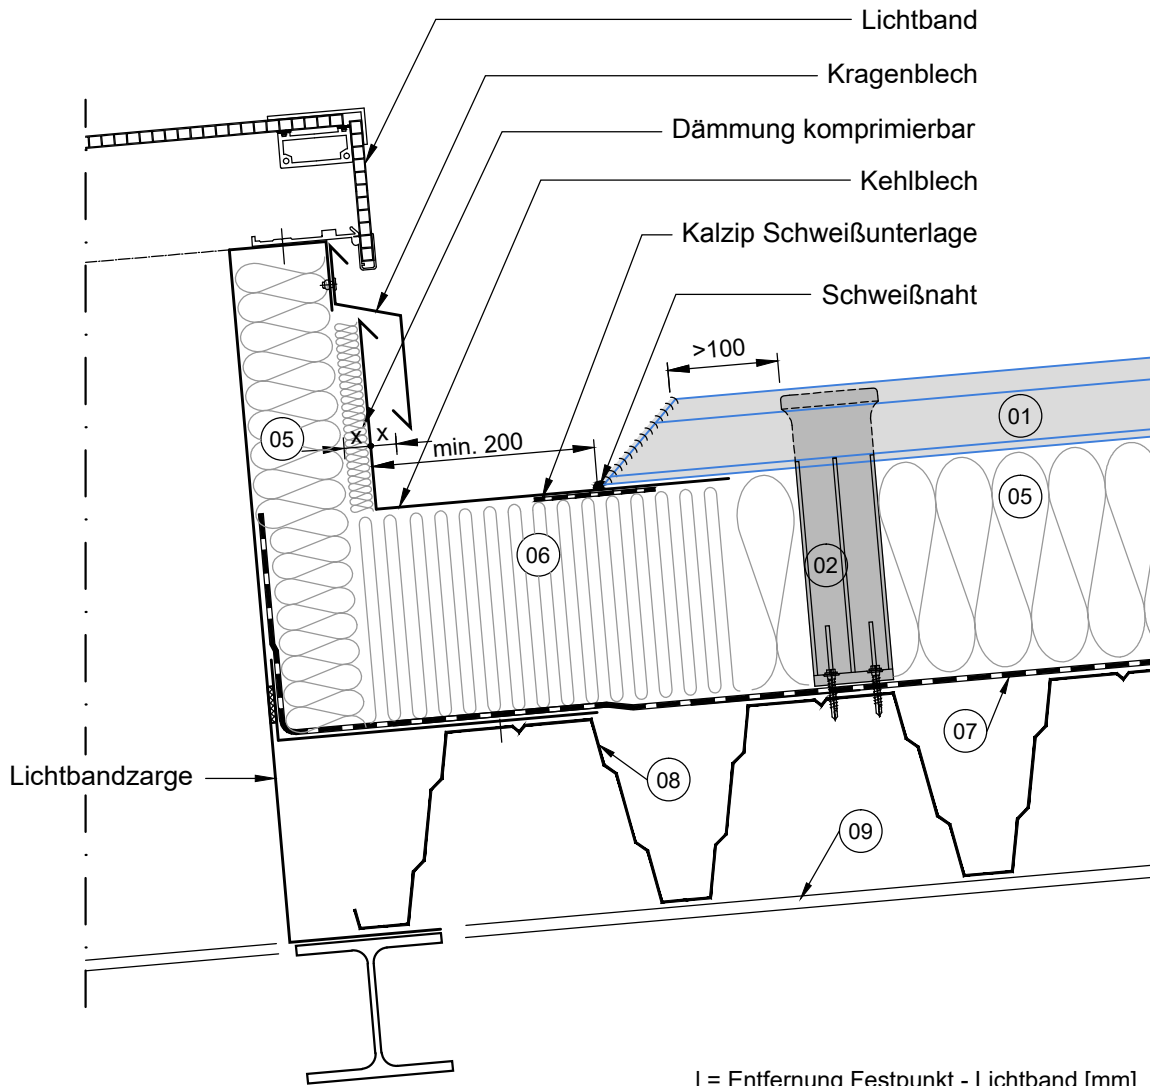 Lichtband
Kragenblech
Dämmung komprimierbar
Kehlblech
Kalzip Schweißunterlage
Schweißnaht
>100
01
05
x x
min. 200
05
06
02
07
Lichtbandzarge
08
09
l = Entfernung Festpunkt - Lichtband [mm]